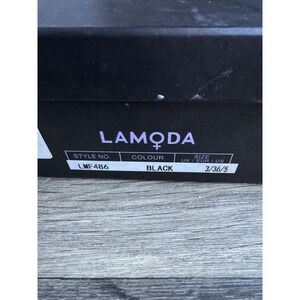 LAMODA
STYLE NO. COLOUR SIZE
UK / EUR / US
LMF486 BLACK 3/36/5